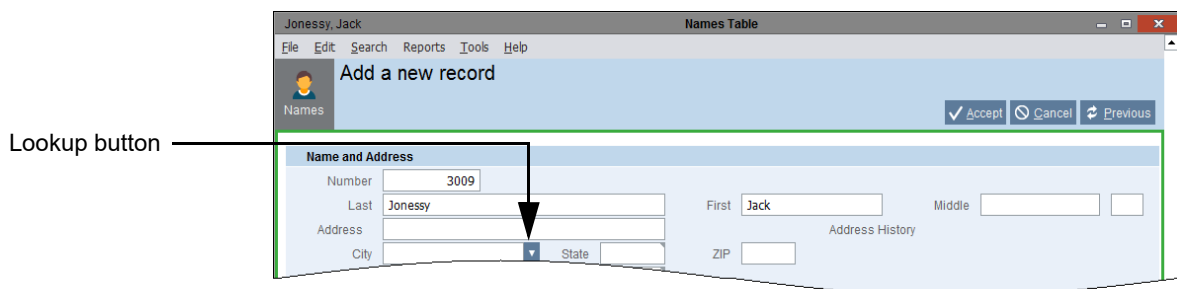 Jonessy, Jack Names Table
File Edit Search Reports Tools Help
Add a new record
Names
Accept Cancel Previous
Lookup button
Name and Address
Number 3009
Last Jonessy First Jack Middle
Address Address History
City State ZIP